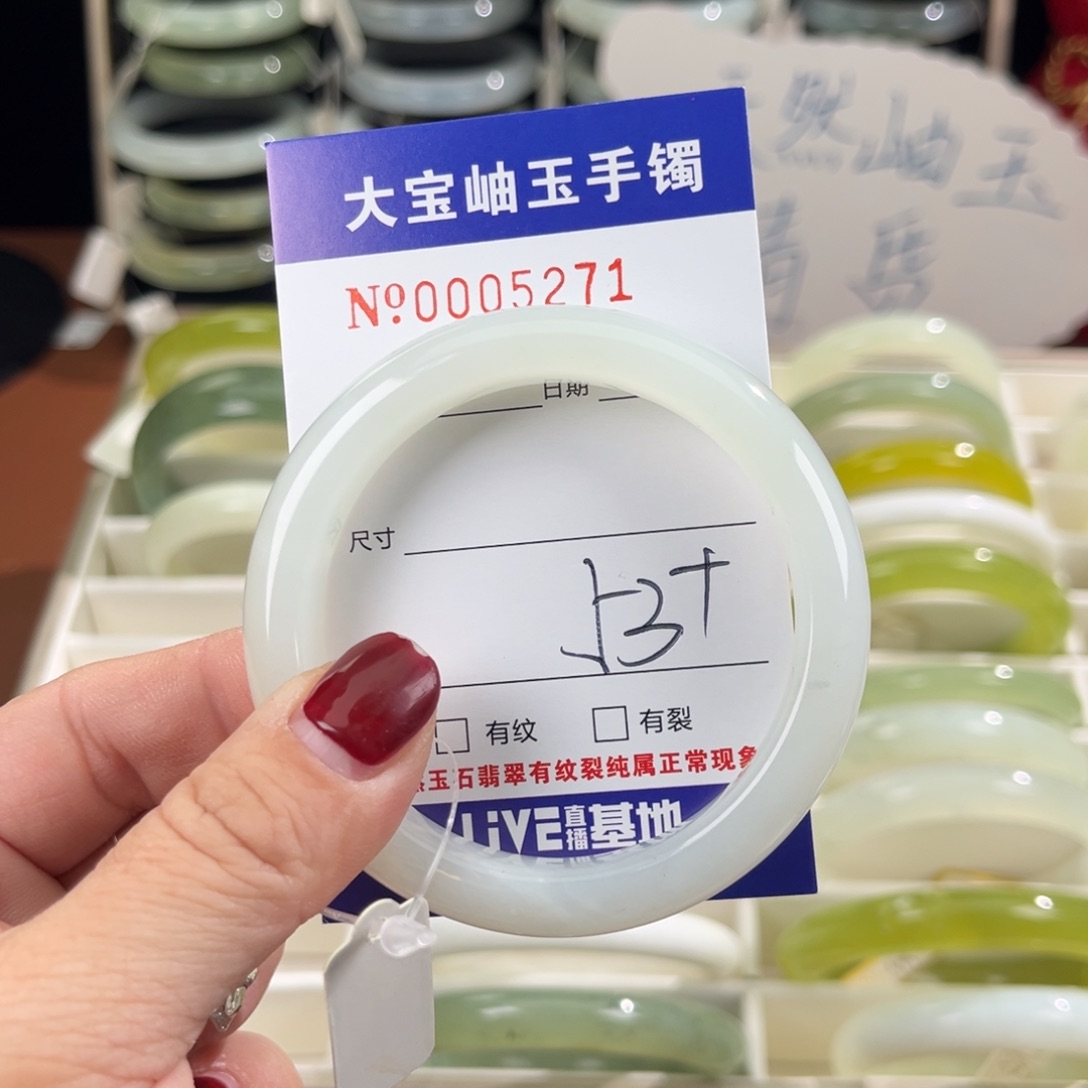 大宝岫玉手镯
№0005271
日期
尺寸
53+
有纹 有裂
玉石翡翠有纹裂纯属正常现象
LiVE直播基地
然岫玉